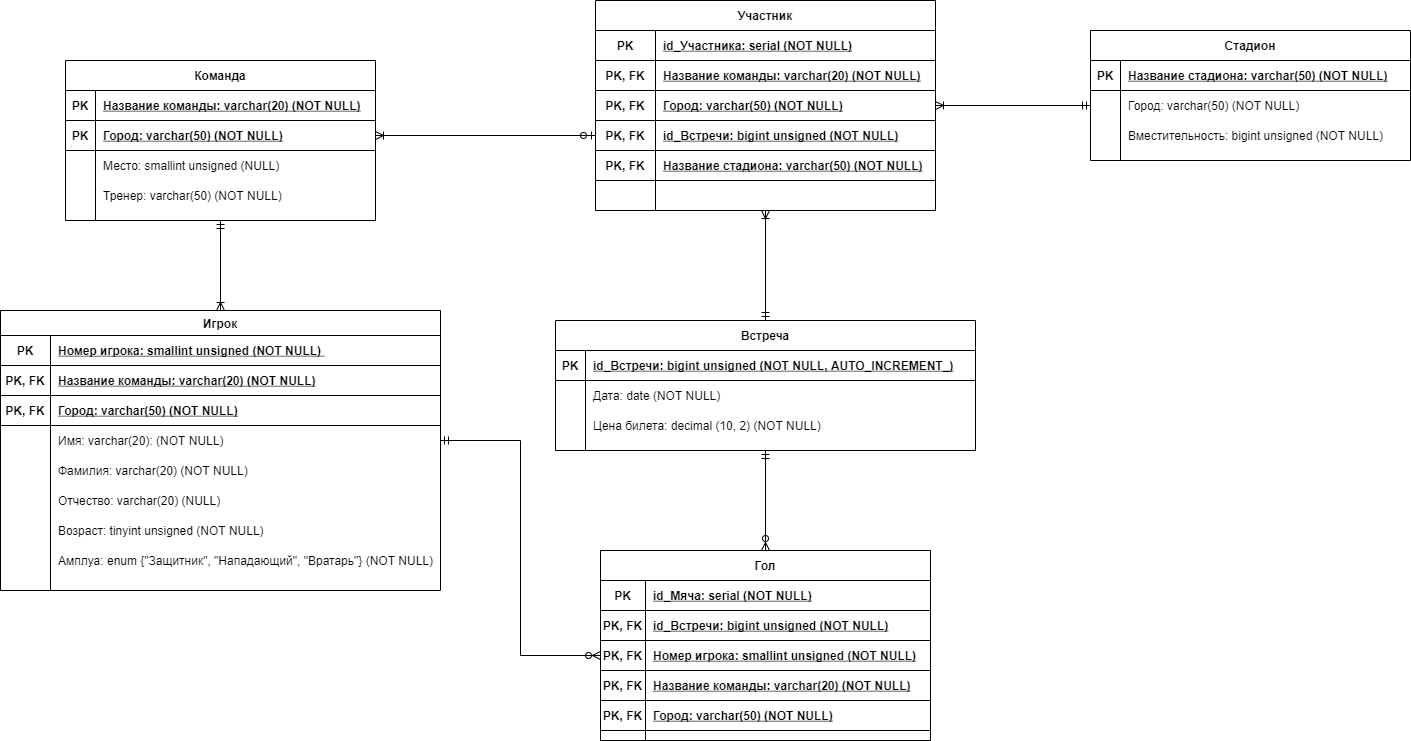 Команда
PK Название команды: varchar(20) (NOT NULL)
PK Город: varchar(50) (NOT NULL)
Место: smallint unsigned (NULL)
Тренер: varchar(50) (NOT NULL)
Участник
PK id_Участника: serial (NOT NULL)
PK, FK Название команды: varchar(20) (NOT NULL)
PK, FK Город: varchar(50) (NOT NULL)
PK, FK id_Встречи: bigint unsigned (NOT NULL)
PK, FK Название стадиона: varchar(50) (NOT NULL)
Стадион
PK Название стадиона: varchar(50) (NOT NULL)
Город: varchar(50) (NOT NULL)
Вместительность: bigint unsigned (NOT NULL)
Игрок
PK Номер игрока: smallint unsigned (NOT NULL)
PK, FK Название команды: varchar(20) (NOT NULL)
PK, FK Город: varchar(50) (NOT NULL)
Имя: varchar(20): (NOT NULL)
Фамилия: varchar(20) (NOT NULL)
Отчество: varchar(20) (NULL)
Возраст: tinyint unsigned (NOT NULL)
Амплуа: enum {"Защитник", "Нападающий", "Вратарь"} (NOT NULL)
Встреча
PK id_Встречи: bigint unsigned (NOT NULL, AUTO_INCREMENT_)
Дата: date (NOT NULL)
Цена билета: decimal (10, 2) (NOT NULL)
Гол
PK id_Мяча: serial (NOT NULL)
PK, FK id_Встречи: bigint unsigned (NOT NULL)
PK, FK Номер игрока: smallint unsigned (NOT NULL)
PK, FK Название команды: varchar(20) (NOT NULL)
PK, FK Город: varchar(50) (NOT NULL)